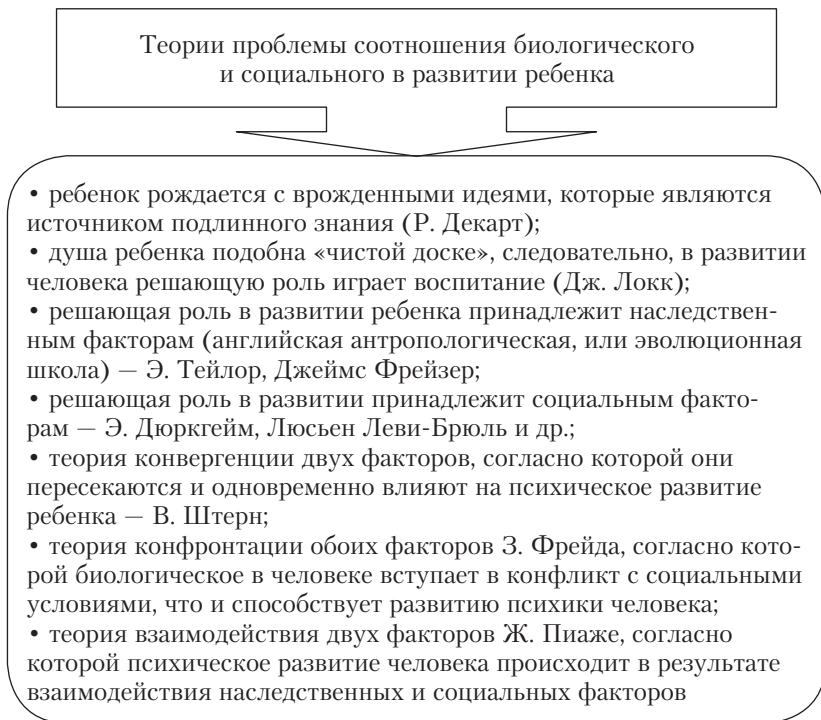 Теории проблемы соотношения биологического
и социального в развитии ребенка
• ребенок рождается с врожденными идеями, которые являются
источником подлинного знания (Р. Декарт);
• душа ребенка подобна «чистой доске», следовательно, в развитии
человека решающую роль играет воспитание (Дж. Локк);
• решающая роль в развитии ребенка принадлежит наследствен-
ным факторам (английская антропологическая, или эволюционная
школа) — Э. Тейлор, Джеймс Фрейзер;
• решающая роль в развитии принадлежит социальным факто-
рам — Э. Дюркгейм, Люсьен Леви-Брюль и др.;
• теория конвергенции двух факторов, согласно которой они
пересекаются и одновременно влияют на психическое развитие
ребенка — В. Штерн;
• теория конфронтации обоих факторов З. Фрейда, согласно кото-
рой биологическое в человеке вступает в конфликт с социальными
условиями, что и способствует развитию психики человека;
• теория взаимодействия двух факторов Ж. Пиаже, согласно
которой психическое развитие человека происходит в результате
взаимодействия наследственных и социальных факторов